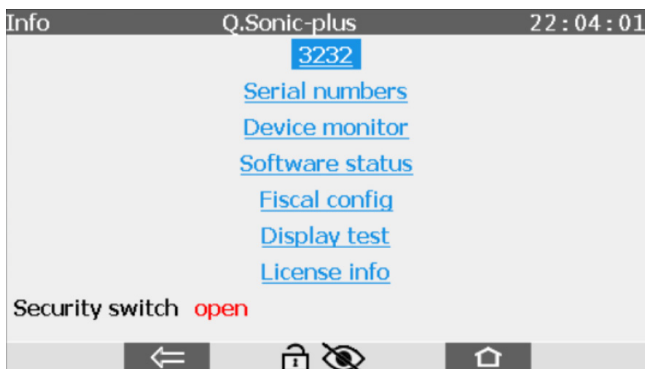 Info Q.Sonic-plus 22:04:01
3232
Serial numbers
Device monitor
Software status
Fiscal config
Display test
License info
Security switch open